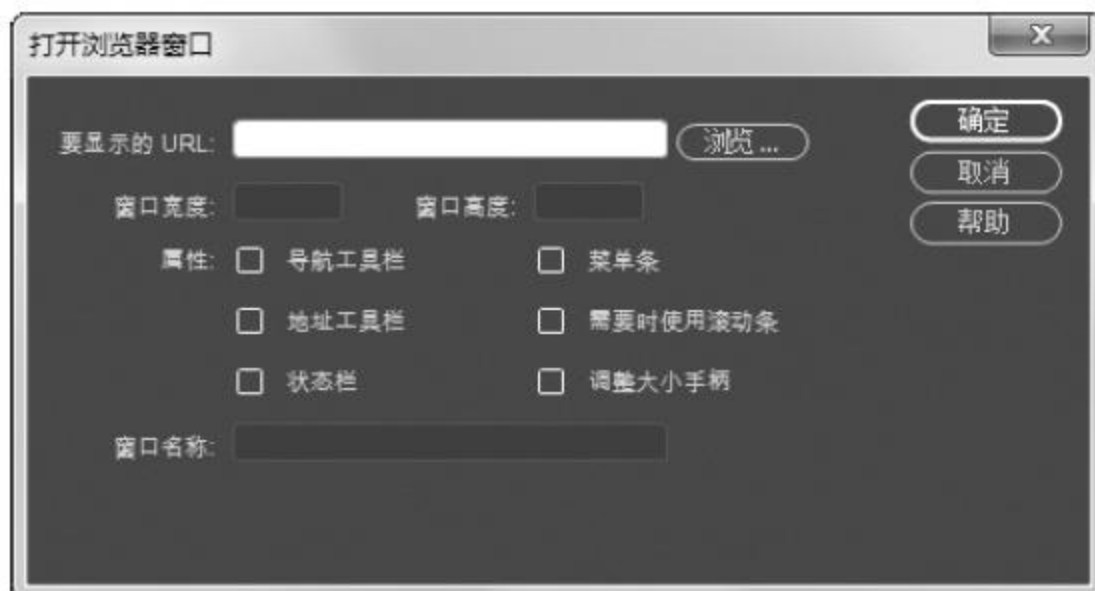 打开浏览器窗口
要显示的 URL: 浏览... 确定
取消
窗口宽度: 窗口高度: 帮助
属性: 导航工具栏 菜单条
地址工具栏 需要时使用滚动条
状态栏 调整大小手柄
窗口名称: